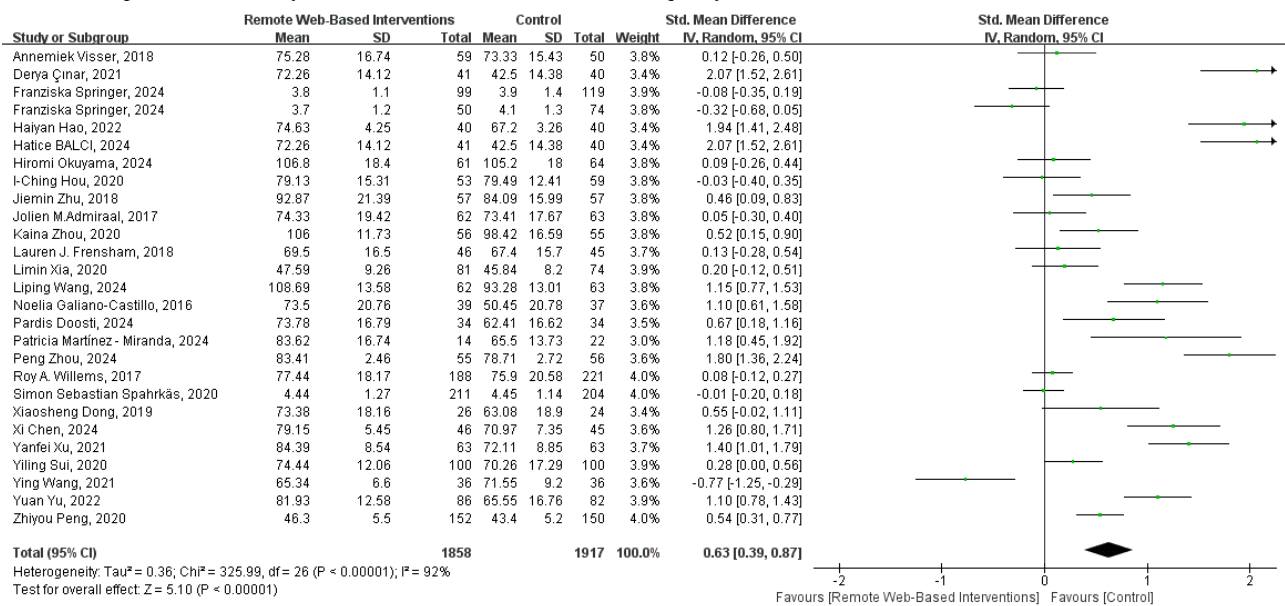 Remote Web-Based Interventions Control Std. Mean Difference Std. Mean Difference
Study or Subgroup Mean SD Total Mean SD Total Weight IV, Random, 95% CI IV, Random, 95% CI
Annemiek Visser, 2018 75.28 16.74 59 73.33 15.43 50 3.8% 0.12 [-0.26, 0.50]
Derya Çınar, 2021 72.26 14.12 41 42.5 14.38 40 3.4% 2.07 [1.52, 2.61]
Franziska Springer, 2024 3.8 1.1 99 3.9 1.4 119 4.0% -0.08 [-0.35, 0.19]
Franziska Springer, 2024 3.7 1.2 50 4.1 1.3 74 3.8% -0.32 [-0.68, 0.05]
Haiyan Hao, 2022 74.63 4.25 40 67.2 3.26 40 3.4% 1.94 [1.41, 2.48]
Hatice BALCI, 2024 72.26 14.12 41 42.5 14.38 40 3.4% 2.07 [1.52, 2.61]
Hiromi Okuyama, 2024 106.8 18.4 61 105.2 18 64 3.8% 0.09 [-0.26, 0.44]
I-Ching Hou, 2020 79.13 15.31 53 79.49 12.41 59 3.8% -0.03 [-0.40, 0.35]
Jiemin Zhu, 2018 92.87 21.39 57 84.09 15.99 57 3.8% 0.46 [0.09, 0.83]
Jolien M.Admiraal, 2017 74.33 19.42 62 73.41 17.67 63 3.8% 0.05 [-0.30, 0.40]
Kaina Zhou, 2020 106 11.73 56 98.42 16.59 55 3.8% 0.52 [0.15, 0.90]
Lauren J. Frensham, 2018 69.5 16.5 46 67.4 15.7 45 3.7% 0.13 [-0.28, 0.54]
Limin Xia, 2020 47.59 9.26 81 45.84 8.2 74 3.9% 0.20 [-0.12, 0.51]
Liping Wang, 2024 108.69 13.58 62 93.28 13.01 63 3.8% 1.15 [0.77, 1.53]
Noelia Galiano-Castillo, 2016 73.5 20.76 39 50.45 20.78 37 3.5% 1.10 [0.61, 1.58]
Pardis Doosti, 2024 73.78 16.79 34 62.41 16.62 34 3.5% 0.67 [0.18, 1.16]
Patricia Martínez - Miranda, 2024 83.62 16.74 14 65.5 13.73 22 2.9% 1.18 [0.45, 1.92]
Peng Zhou, 2024 83.41 2.46 55 78.71 2.72 56 3.6% 1.80 [1.36, 2.24]
Roy A. Willems, 2017 77.44 18.17 188 75.9 20.58 221 4.1% 0.08 [-0.12, 0.27]
Simon Sebastian Spahrkäs, 2020 4.44 1.27 211 4.45 1.14 204 4.1% -0.01 [-0.20, 0.18]
Xiaosheng Dong, 2019 73.38 18.16 26 63.08 18.9 24 3.4% 0.55 [-0.02, 1.11]
Xi Chen, 2024 79.15 5.45 46 70.97 7.35 45 3.6% 1.26 [0.80, 1.71]
Yanfei Xu, 2021 84.39 8.54 63 72.11 8.85 63 3.7% 1.40 [1.01, 1.79]
Yiling Sui, 2020 74.44 12.06 100 70.26 17.29 100 4.0% 0.28 [0.00, 0.56]
Ying Wang, 2021 65.34 6.6 36 71.55 9.2 36 3.6% -0.77 [-1.25, -0.29]
Yuan Yu, 2022 81.93 12.58 86 65.55 16.76 82 3.9% 1.10 [0.78, 1.43]
Zhiyou Peng, 2020 46.3 5.5 152 43.4 5.2 150 4.0% 0.54 [0.31, 0.77]
Total (95% CI) 1858 1917 100.0% 0.63 [0.39, 0.87]
Heterogeneity: Tau² = 0.36; Chi² = 325.99, df = 26 (P < 0.00001); I² = 92%
Test for overall effect: Z = 5.10 (P < 0.00001)
-2 -1 0 1 2
Favours [Remote Web-Based Interventions] Favours [Control]